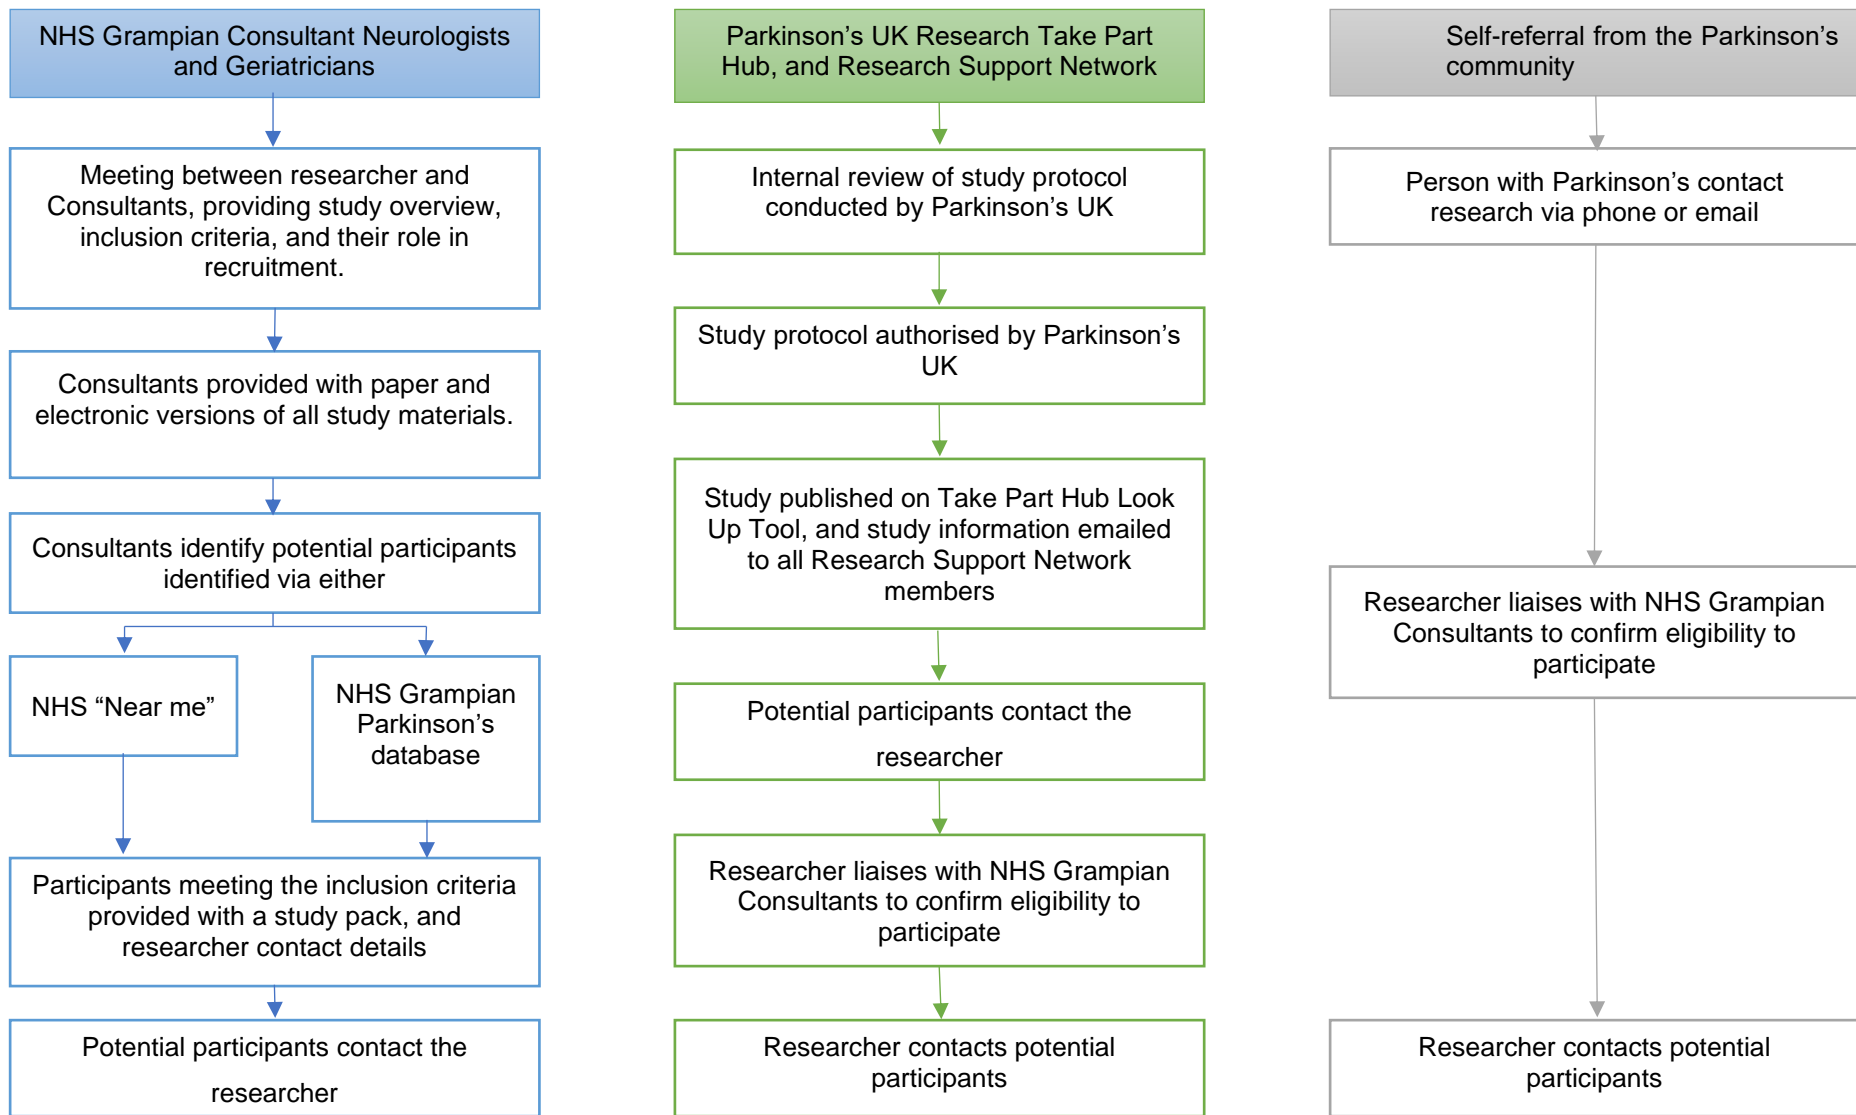 NHS Grampian Consultant Neurologists
and Geriatricians
Meeting between researcher and
Consultants, providing study overview,
inclusion criteria, and their role in
recruitment.
Consultants provided with paper and
electronic versions of all study materials.
Consultants identify potential participants
identified via either
NHS “Near me”
NHS Grampian
Parkinson’s
database
Participants meeting the inclusion criteria
provided with a study pack, and
researcher contact details
Potential participants contact the
researcher
Parkinson’s UK Research Take Part
Hub, and Research Support Network
Internal review of study protocol
conducted by Parkinson’s UK
Study protocol authorised by Parkinson’s
UK
Study published on Take Part Hub Look
Up Tool, and study information emailed
to all Research Support Network
members
Potential participants contact the
researcher
Researcher liaises with NHS Grampian
Consultants to confirm eligibility to
participate
Researcher contacts potential
participants
Self-referral from the Parkinson’s
community
Person with Parkinson’s contact
research via phone or email
Researcher liaises with NHS Grampian
Consultants to confirm eligibility to
participate
Researcher contacts potential
participants